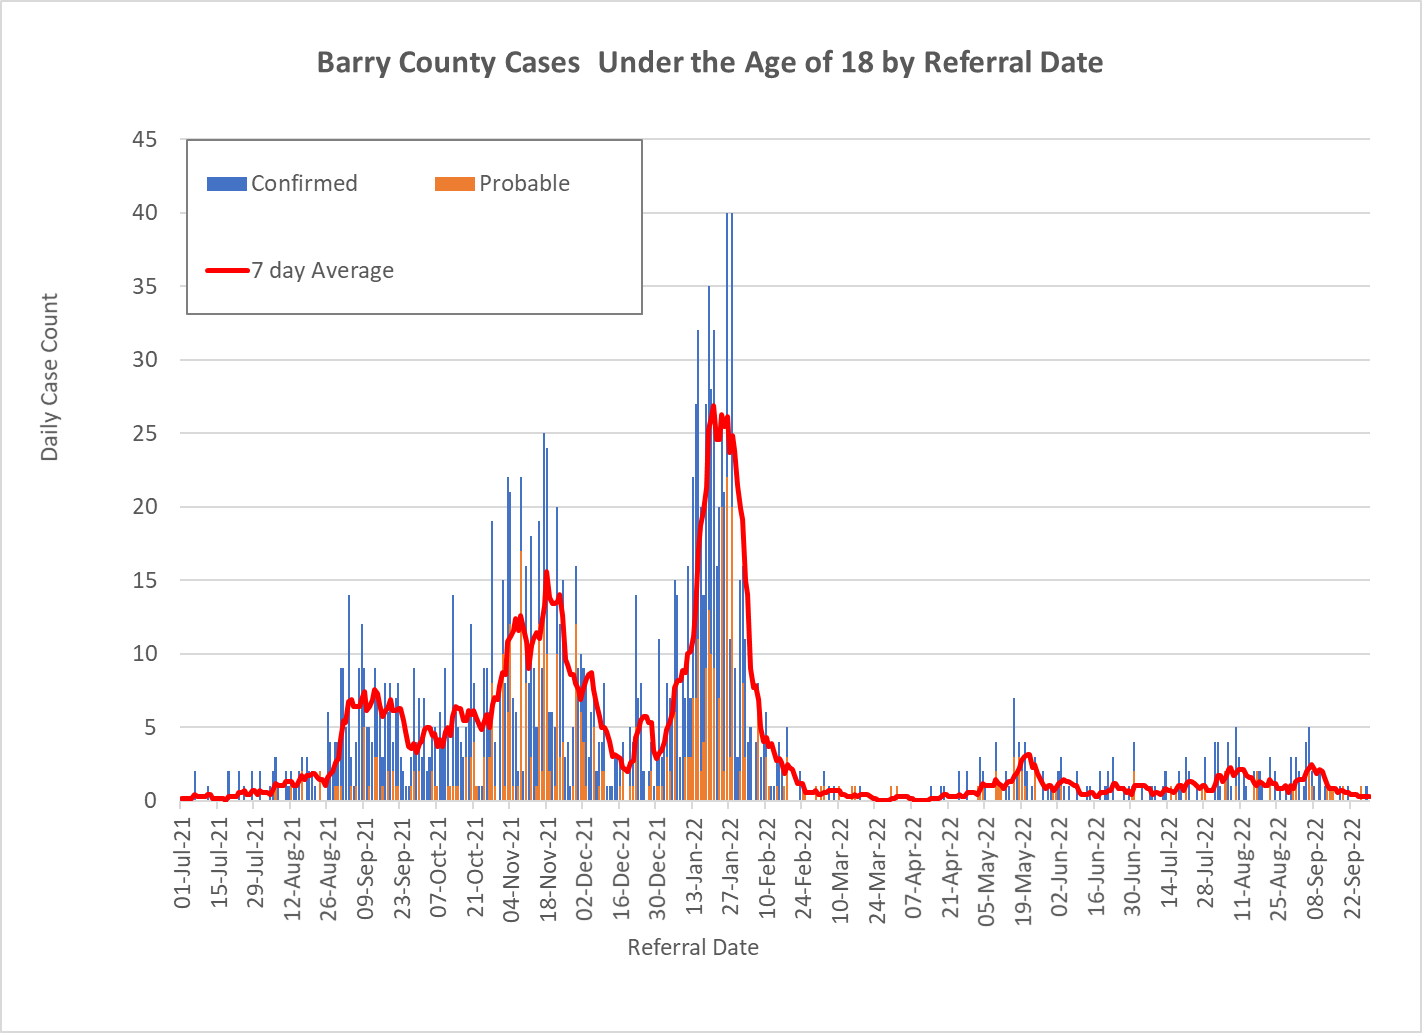 Barry County Cases  Under the Age of 18 by Referral Date
45
40
35
30
25
20
15
10
5
0
Daily Case Count
Confirmed
Probable
7 day Average
01-Jul-21
15-Jul-21
29-Jul-21
12-Aug-21
26-Aug-21
09-Sep-21
23-Sep-21
07-Oct-21
21-Oct-21
04-Nov-21
18-Nov-21
02-Dec-21
16-Dec-21
30-Dec-21
13-Jan-22
27-Jan-22
10-Feb-22
24-Feb-22
10-Mar-22
24-Mar-22
07-Apr-22
21-Apr-22
05-May-22
19-May-22
02-Jun-22
16-Jun-22
30-Jun-22
14-Jul-22
28-Jul-22
11-Aug-22
25-Aug-22
08-Sep-22
22-Sep-22
Referral Date